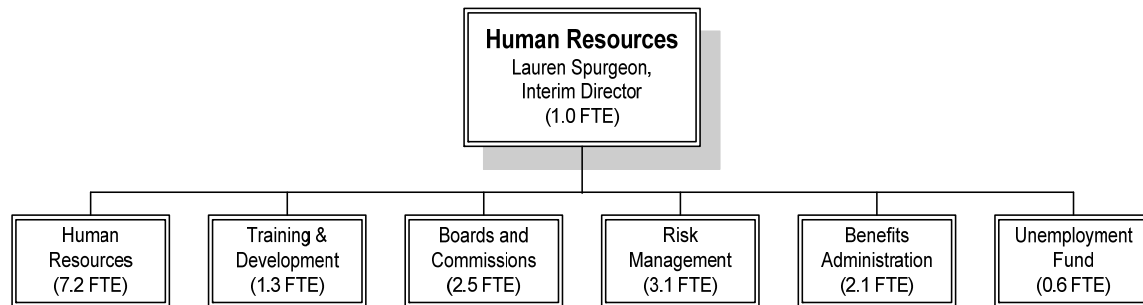 Human Resources
Lauren Spurgeon,
Interim Director
(1.0 FTE)
Human
Resources
(7.2 FTE)
Training &
Development
(1.3 FTE)
Boards and
Commissions
(2.5 FTE)
Risk
Management
(3.1 FTE)
Benefits
Administration
(2.1 FTE)
Unemployment
Fund
(0.6 FTE)